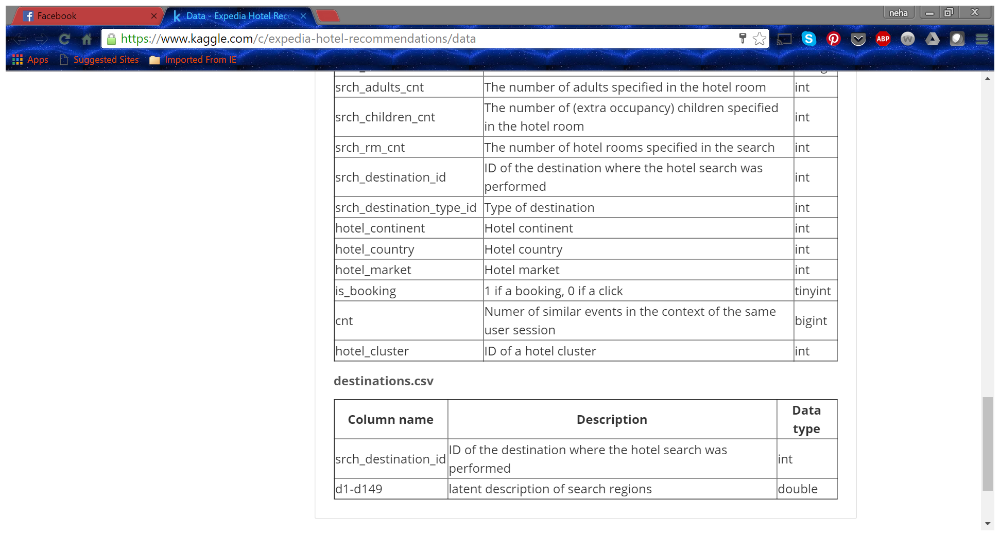 Facebook
Data - Expedia Hotel Rec
neha
https://www.kaggle.com/c/expedia-hotel-recommendations/data
S
ABP
W
Apps
Suggested Sites
Imported From IE
srch_adults_cnt The number of adults specified in the hotel room int
srch_children_cnt The number of (extra occupancy) children specified int
in the hotel room
srch_rm_cnt The number of hotel rooms specified in the search int
srch_destination_id ID of the destination where the hotel search was int
performed
srch_destination_type_id Type of destination int
hotel_continent Hotel continent int
hotel_country Hotel country int
hotel_market Hotel market int
is_booking 1 if a booking, 0 if a click tinyint
cnt Numer of similar events in the context of the same bigint
user session
hotel_cluster ID of a hotel cluster int
destinations.csv
Column name Description Data
type
srch_destination_id ID of the destination where the hotel search was int
performed
d1-d149 latent description of search regions double